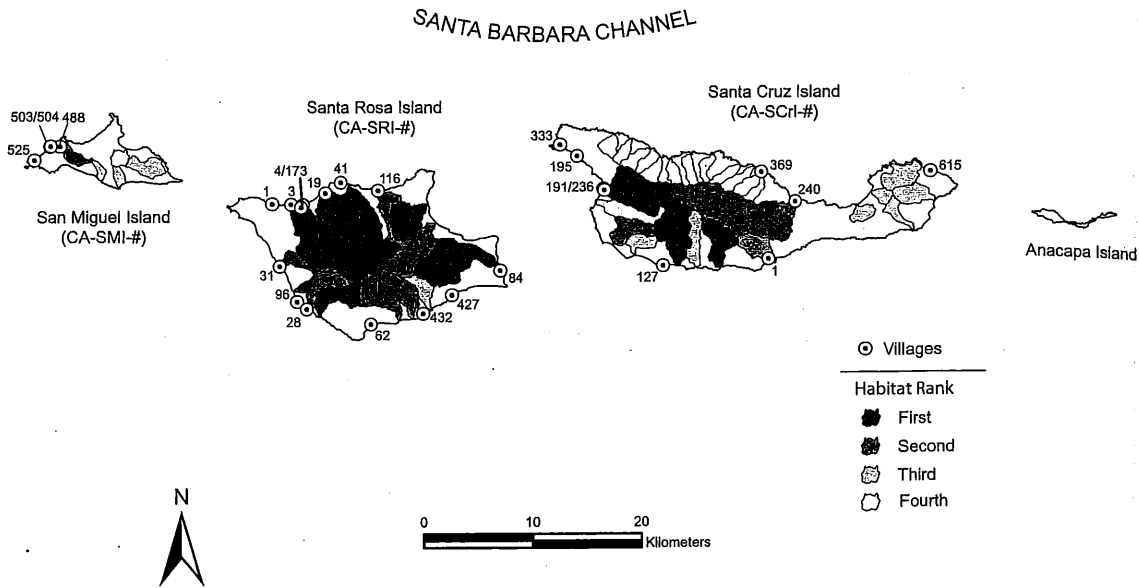 SANTA BARBARA CHANNEL
Santa Rosa Island
(CA-SRI-#)
Santa Cruz Island
(CA-SCrI-#)
503/504
488
525
San Miguel Island
(CA-SMI-#)
1
3
4/173
19
41
116
31
96
28
62
432
427
84
333
195
191/236
369
240
615
127
1
Anacapa Island
Villages
Habitat Rank
First
Second
Third
Fourth
N
0
10
20
Kilometers